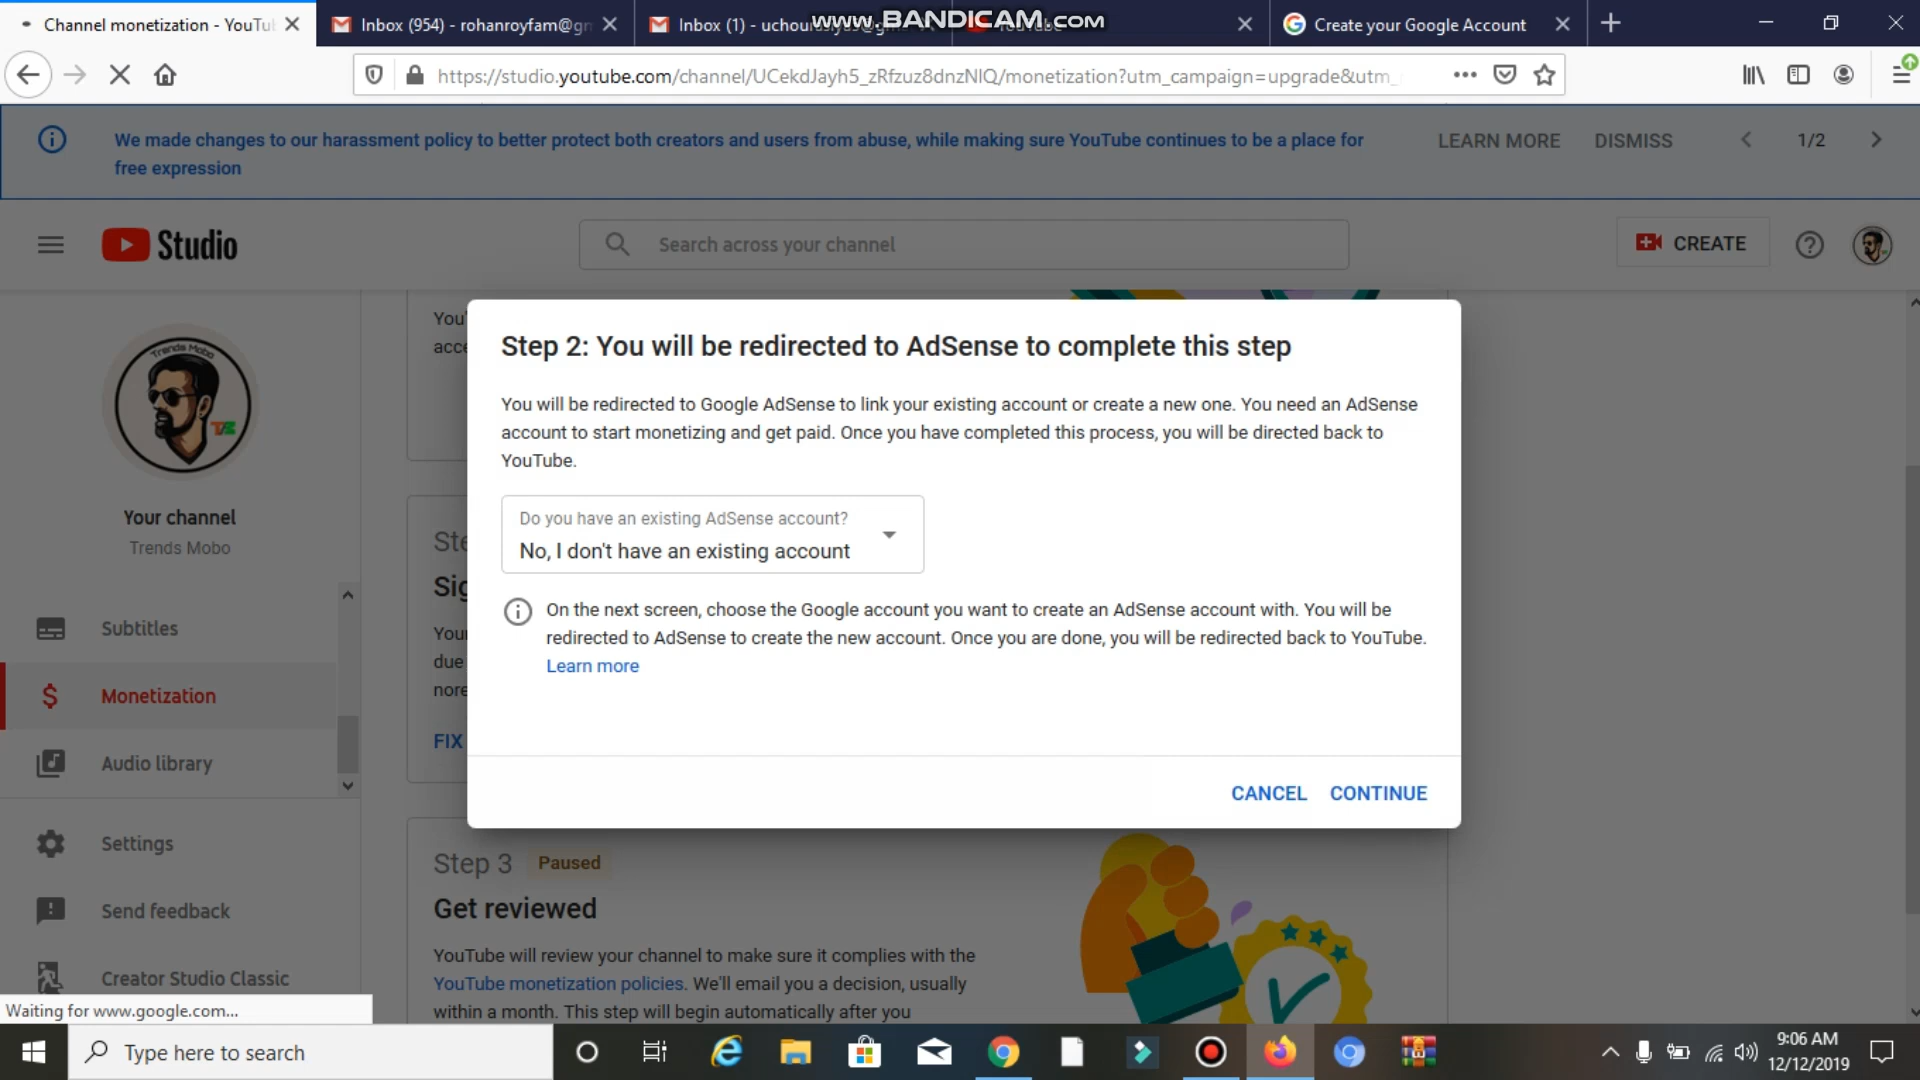 Channel monetization - YouTu
Inbox (954) - rohanroyfam@g
Inbox (1) -
www.BANDICAM.com
Create your Google Account
https://studio.youtube.com/channel/UCekdJayh5_zRfzuz8dnzNlQ/monetization?utm_campaign=upgrade&utm_
We made changes to our harassment policy to better protect both creators and users from abuse, while making sure YouTube continues to be a place for
free expression
LEARN MORE
DISMISS
1/2
Studio
Search across your channel
CREATE
Trends Mobo
Your channel
Trends Mobo
Subtitles
Monetization
Audio library
Settings
Send feedback
Creator Studio Classic
Waiting for www.google.com...
You'
acce
Ste
Sig
Your
due
nore
FIX
Step 2: You will be redirected to AdSense to complete this step
You will be redirected to Google AdSense to link your existing account or create a new one. You need an AdSense
account to start monetizing and get paid. Once you have completed this process, you will be directed back to
YouTube.
Do you have an existing AdSense account?
No, I don't have an existing account
On the next screen, choose the Google account you want to create an AdSense account with. You will be
redirected to AdSense to create the new account. Once you are done, you will be redirected back to YouTube.
Learn more
CANCEL
CONTINUE
Step 3
Paused
Get reviewed
YouTube will review your channel to make sure it complies with the
YouTube monetization policies. We'll email you a decision, usually
within a month. This step will begin automatically after you
Type here to search
9:06 AM
12/12/2019